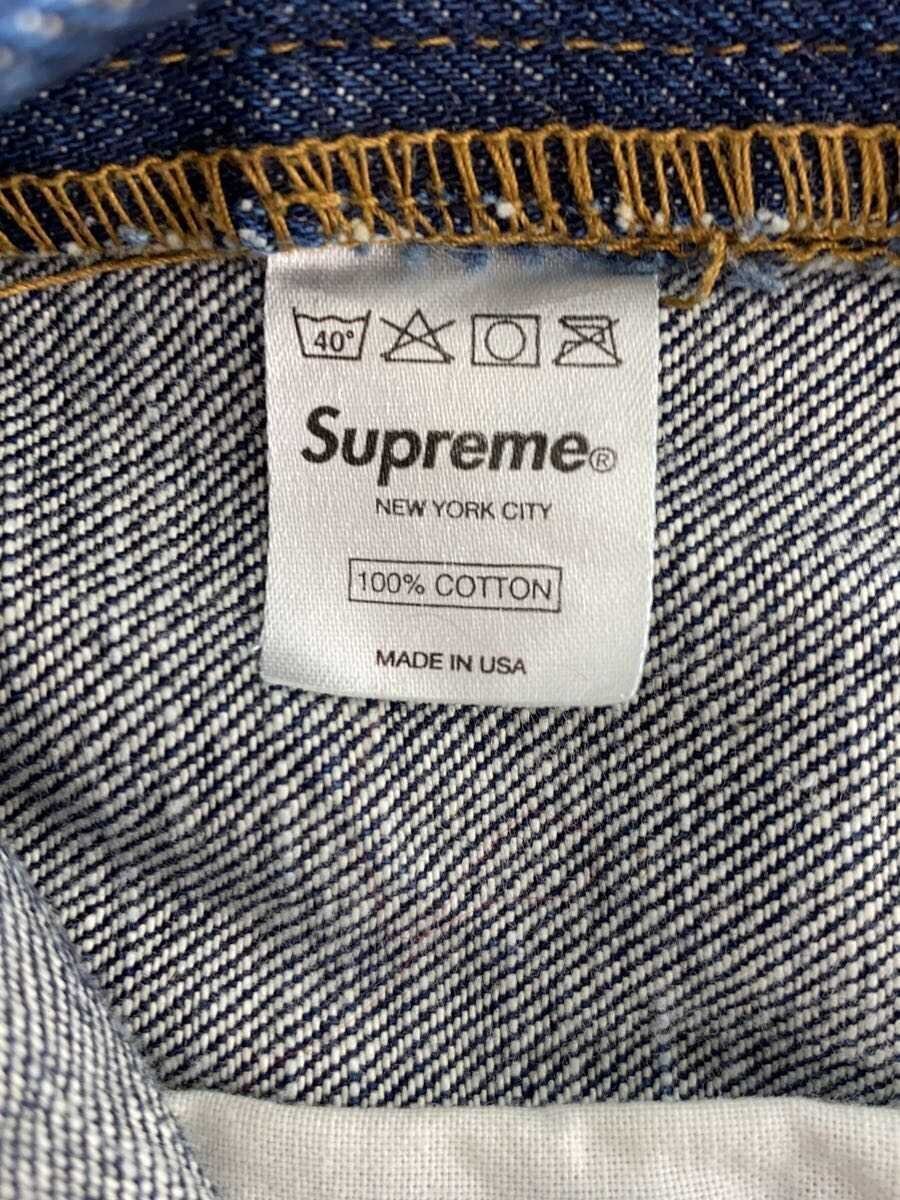 40°
Supreme®
NEW YORK CITY
100% COTTON
MADE IN USA